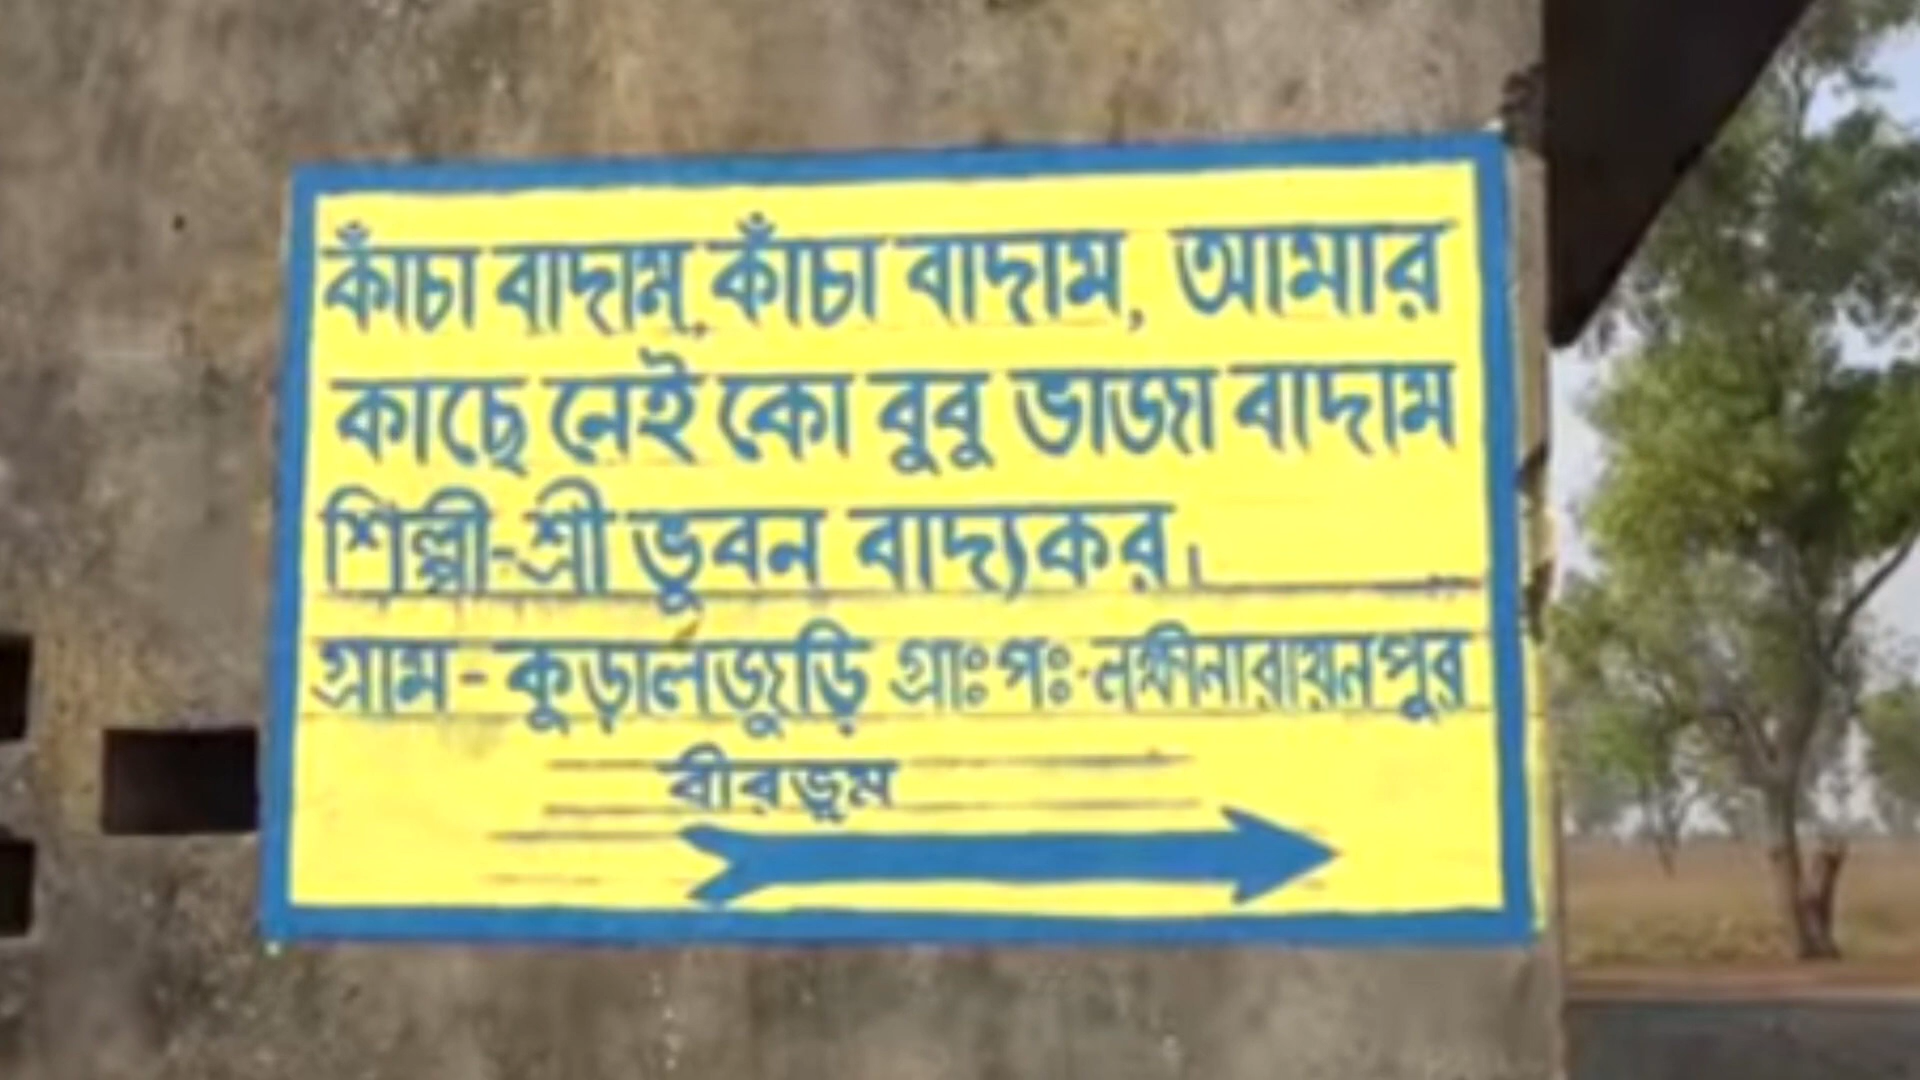 কাঁচা বাদাম, কাঁচা বাদাম, আমার
কাছে নেই কো বুবু ভাজা বাদাম
শিল্পী-শ্রী ভুবন বাদ্যকর।
গ্রাম - কুড়ালজুড়ি গ্রাঃ পঃ- লক্ষীনারায়নপুর
বীরভূম